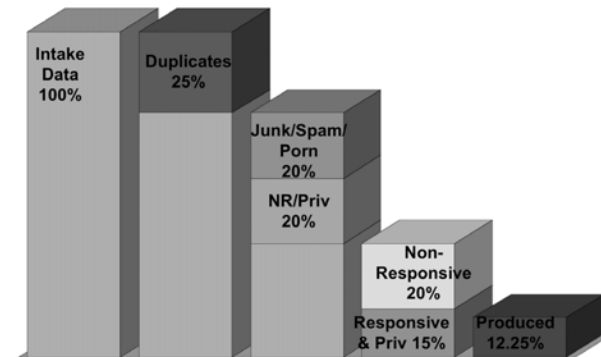 Intake
Data
100%
Duplicates
25%
Junk/Spam/
Porn
20%
NR/Priv
20%
Non-
Responsive
20%
Responsive
& Priv 15%
Produced
12.25%